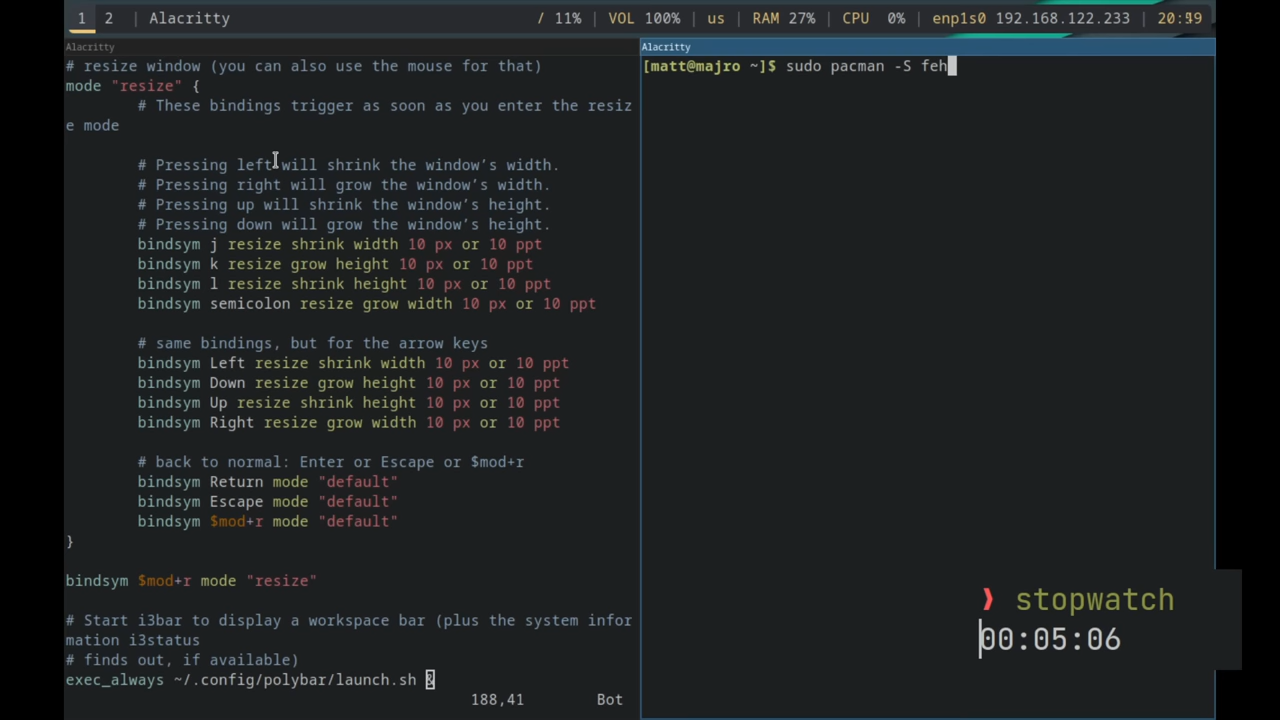 1 2 | Alacritty / 11% | VOL 100% | us | RAM 27% | CPU 0% | enp1s0 192.168.122.233 |
Alacritty
# resize window (you can also use the mouse for that)
mode "resize" {
# These bindings trigger as soon as you enter the resiz
e mode
# Pressing left will shrink the window's width.
# Pressing right will grow the window's width.
# Pressing up will shrink the window's height.
# Pressing down will grow the window's height.
bindsym j resize shrink width 10 px or 10 ppt
bindsym k resize grow height 10 px or 10 ppt
bindsym l resize shrink height 10 px or 10 ppt
bindsym semicolon resize grow width 10 px or 10 ppt
# same bindings, but for the arrow keys
bindsym Left resize shrink width 10 px or 10 ppt
bindsym Down resize grow height 10 px or 10 ppt
bindsym Up resize shrink height 10 px or 10 ppt
bindsym Right resize grow width 10 px or 10 ppt
# back to normal: Enter or Escape or $mod+r
bindsym Return mode "default"
bindsym Escape mode "default"
bindsym $mod+r mode "default"
}
bindsym $mod+r mode "resize"
# Start i3bar to display a workspace bar (plus the system infor
mation i3status
# finds out, if available)
exec_always ~/.config/polybar/launch.sh &
188,41 Bot
Alacritty
[matt@majro ~]$ sudo pacman -S feh
❯ stopwatch
00:05:06